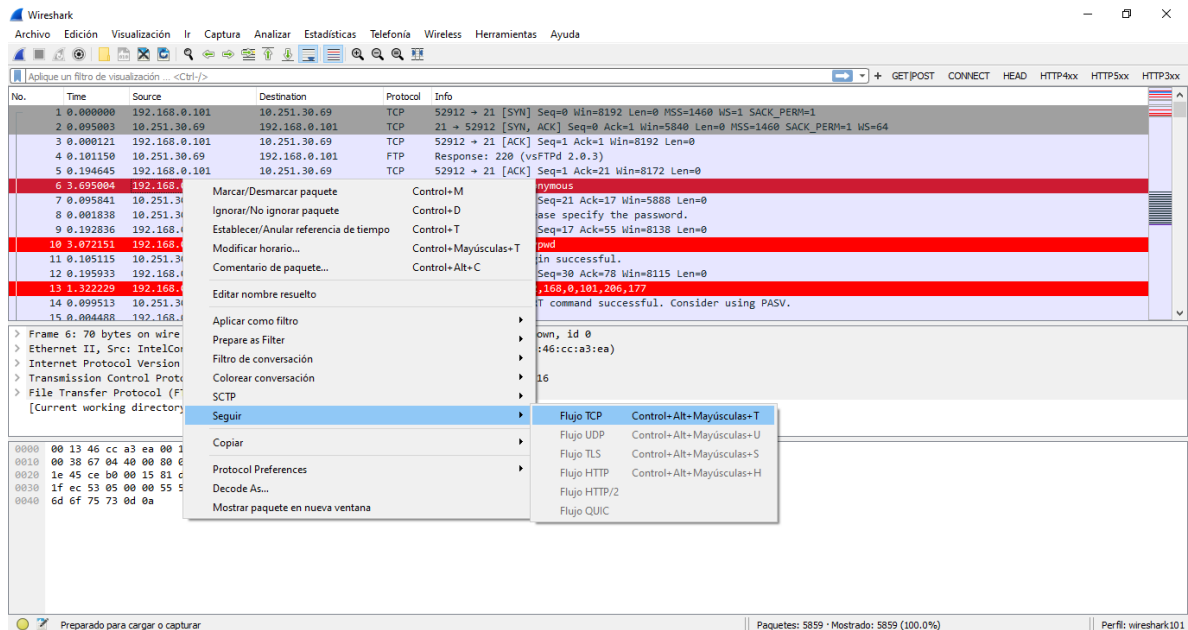 Wireshark
Archivo Edición Visualización Ir Captura Analizar Estadísticas Telefonía Wireless Herramientas Ayuda
Aplique un filtro de visualización ... <Ctrl-/>
+ GET|POST CONNECT HEAD HTTP4xx HTTP5xx HTTP3xx
No. Time Source Destination Protocol Info
1 0.000000 192.168.0.101 10.251.30.69 TCP 52912 → 21 [SYN] Seq=0 Win=8192 Len=0 MSS=1460 WS=1 SACK_PERM=1
2 0.095003 10.251.30.69 192.168.0.101 TCP 21 → 52912 [SYN, ACK] Seq=0 Ack=1 Win=5840 Len=0 MSS=1460 SACK_PERM=1 WS=64
3 0.000121 192.168.0.101 10.251.30.69 TCP 52912 → 21 [ACK] Seq=1 Ack=1 Win=8192 Len=0
4 0.101150 10.251.30.69 192.168.0.101 FTP Response: 220 (vsFTPd 2.0.3)
5 0.194645 192.168.0.101 10.251.30.69 TCP 52912 → 21 [ACK] Seq=1 Ack=21 Win=8172 Len=0
6 3.695004 192.168. nymous
7 0.095841 10.251.3 Seq=21 Ack=17 Win=5888 Len=0
8 0.001838 10.251.3 ase specify the password.
9 0.192836 192.168. Seq=17 Ack=55 Win=8138 Len=0
10 3.072151 192.168. pwd
11 0.105115 10.251.3 in successful.
12 0.195933 192.168. Seq=30 Ack=78 Win=8115 Len=0
13 1.322229 192.168. ,168,0,101,206,177
14 0.099513 10.251.3 T command successful. Consider using PASV.
15 0.004488 192.168.
Marcar/Desmarcar paquete Control+M
Ignorar/No ignorar paquete Control+D
Establecer/Anular referencia de tiempo Control+T
Modificar horario... Control+Mayúsculas+T
Comentario de paquete... Control+Alt+C
Editar nombre resuelto
Aplicar como filtro
Prepare as Filter
Filtro de conversación
Colorear conversación
SCTP
Seguir
Copiar
Protocol Preferences
Decode As...
Mostrar paquete en nueva ventana
Flujo TCP Control+Alt+Mayúsculas+T
Flujo UDP Control+Alt+Mayúsculas+U
Flujo TLS Control+Alt+Mayúsculas+S
Flujo HTTP Control+Alt+Mayúsculas+H
Flujo HTTP/2
Flujo QUIC
> Frame 6: 70 bytes on wire own, id 0
> Ethernet II, Src: IntelCo :46:cc:a3:ea)
> Internet Protocol Version
> Transmission Control Proto 16
> File Transfer Protocol (F
[Current working directory
0000 00 13 46 cc a3 ea 00 1
0010 00 38 67 04 40 00 80 0
0020 1e 45 ce b0 00 15 81 d
0030 1f ec 53 05 00 00 55 5
0040 6d 6f 75 73 0d 0a
Preparado para cargar o capturar
Paquetes: 5859 · Mostrado: 5859 (100.0%)
Perfil: wireshark101